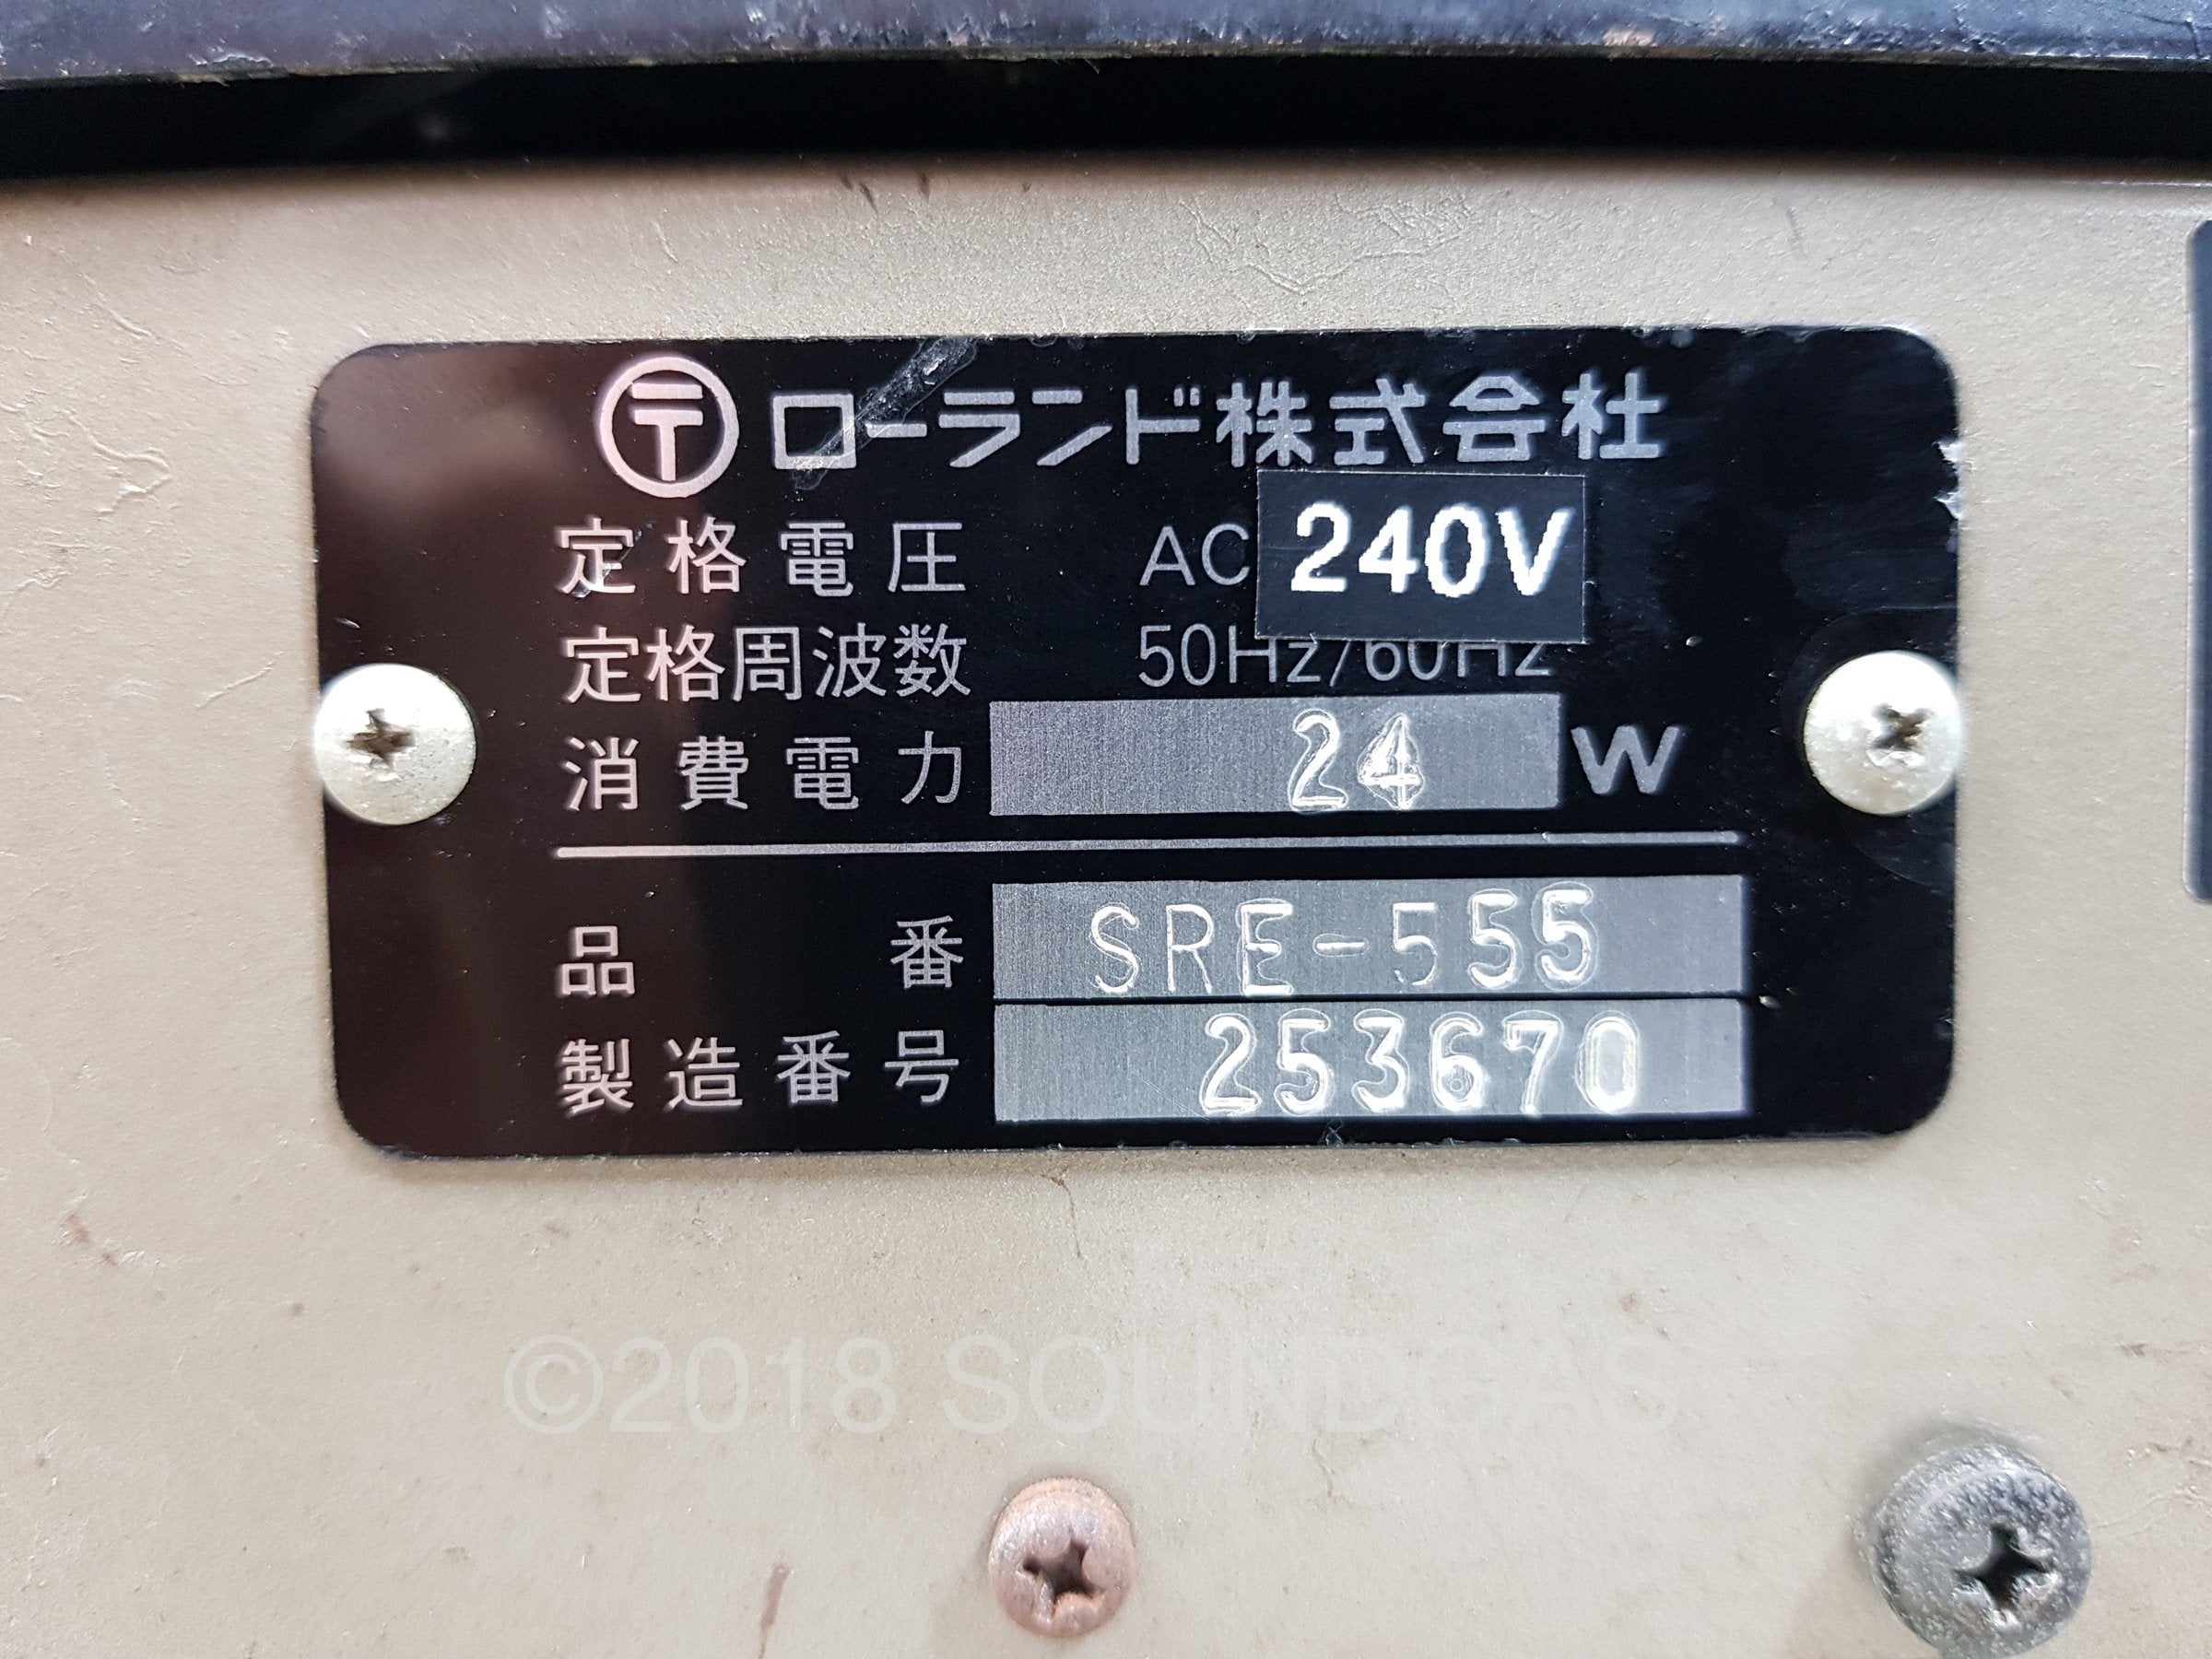 〒ローランド株式会社
定格電圧 AC 240V
定格周波数 50Hz/60Hz
消費電力 24 W
品番 SRE-555
製造番号 253670
©2018 SOUNDGAS